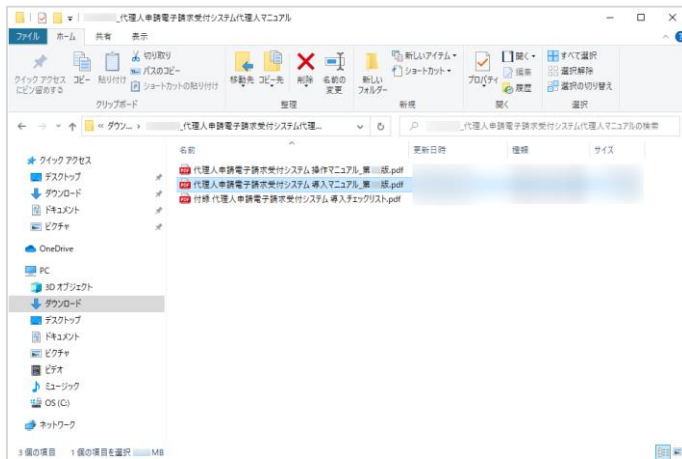 _代理人申請電子請求受付システム代理人マニュアル
ファイル ホーム 共有 表示
クイック アクセスにピン留めする
コピー
貼り付け
切り取り
パスのコピー
ショートカットの貼り付け
クリップボード
移動先
コピー先
削除
名前の変更
整理
新しいフォルダー
新しいアイテム
ショートカット
新規
プロパティ
開く
編集
履歴
開く
すべて選択
選択解除
選択の切り替え
選択
« ダウン... › _代理人申請電子請求受付システム代理...
_代理人申請電子請求受付システム代理人マニュアルの検索
名前 更新日時 種類 サイズ
代理人申請電子請求受付システム 操作マニュアル_第 版.pdf
代理人申請電子請求受付システム 導入マニュアル_第 版.pdf
付録 代理人申請電子請求受付システム 導入チェックリスト.pdf
クイック アクセス
デスクトップ
ダウンロード
ドキュメント
ピクチャ
OneDrive
PC
3D オブジェクト
ダウンロード
デスクトップ
ドキュメント
ピクチャ
ビデオ
ミュージック
OS (C:)
ネットワーク
3 個の項目 1 個の項目を選択 MB